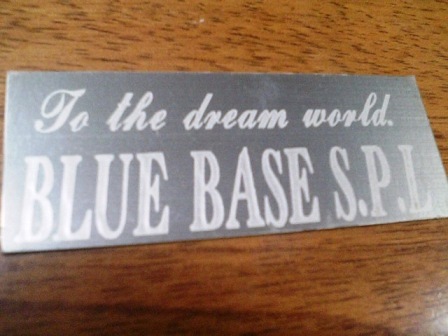 To the dream world.
BLUE BASE S.P.L